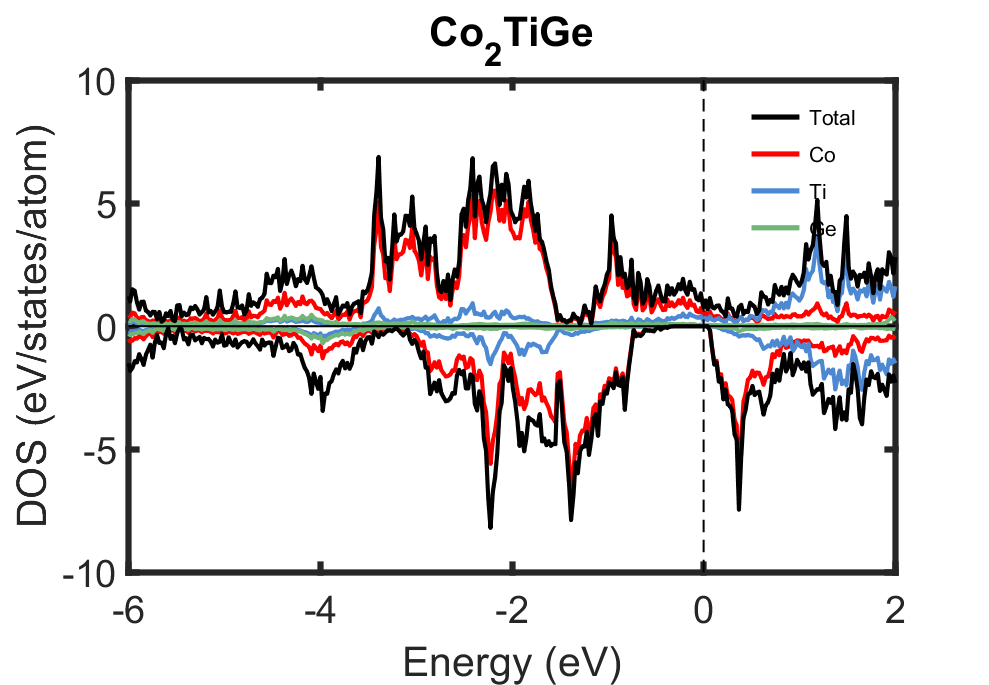 Co₂TiGe
10
5
0
-5
-10
DOS (eV/states/atom)
Total
Co
Ti
Ge
-6 -4 -2 0 2
Energy (eV)